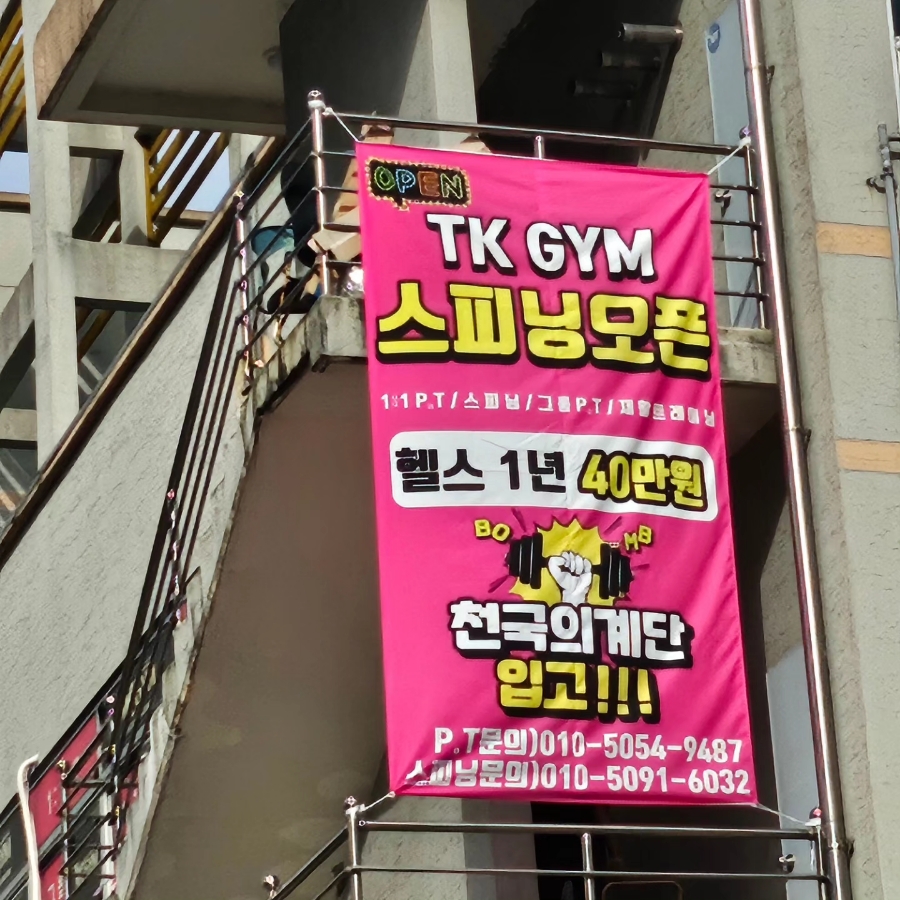 OPEN
TK GYM
스피닝오픈
1:1 P.T/스피닝/그룹P.T/재활트레이닝
헬스 1년 40만원
BO MB
천국의계단
입고!!!
P.T문의)010-5054-9487
스피닝문의)010-5091-6032